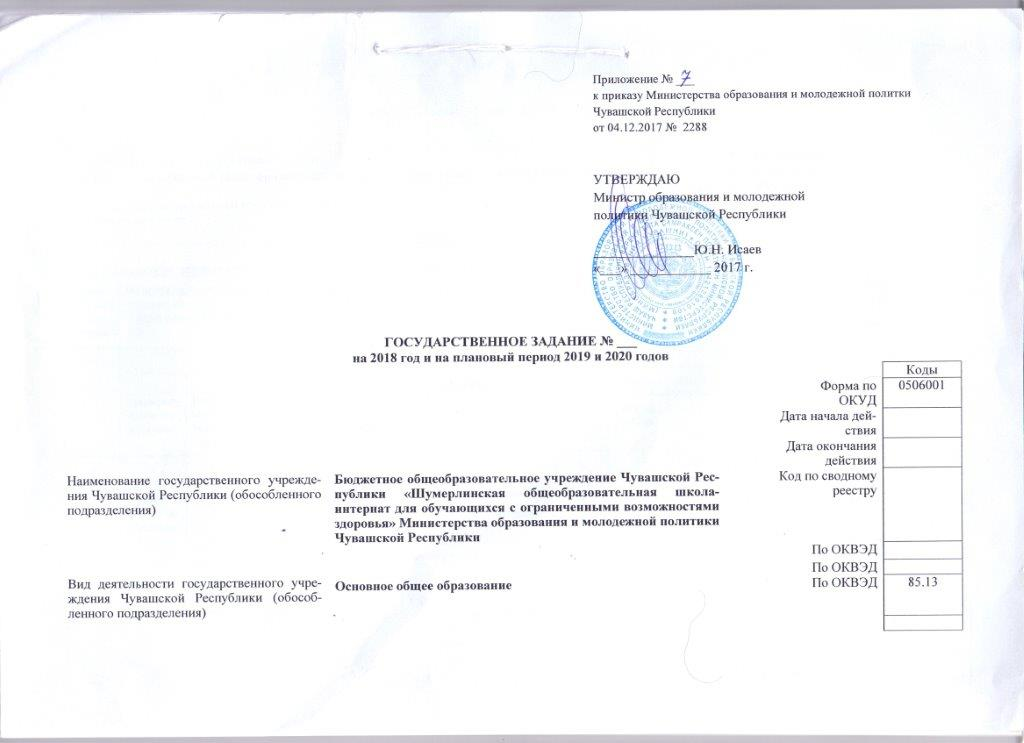 Приложение № 7
к приказу Министерства образования и молодежной политки
Чувашской Республики
от 04.12.2017 № 2288
УТВЕРЖДАЮ
Министр образования и молодежной
политики Чувашской Республики
______________Ю.Н. Исаев
«___» ____________ 2017 г.
ГОСУДАРСТВЕННОЕ ЗАДАНИЕ № ___
на 2018 год и на плановый период 2019 и 2020 годов
Коды
Форма по 0506001
ОКУД
Дата начала дей-
ствия
Дата окончания
действия
Код по сводному
реестру
Наименование государственного учрежде-
ния Чувашской Республики (обособленного
подразделения)
Бюджетное общеобразовательное учреждение Чувашской Рес-
публики «Шумерлинская общеобразовательная школа-
интернат для обучающихся с ограниченными возможностями
здоровья» Министерства образования и молодежной политики
Чувашской Республики
По ОКВЭД
По ОКВЭД
Вид деятельности государственного учре-
ждения Чувашской Республики (обособ-
ленного подразделения)
Основное общее образование
По ОКВЭД 85.13